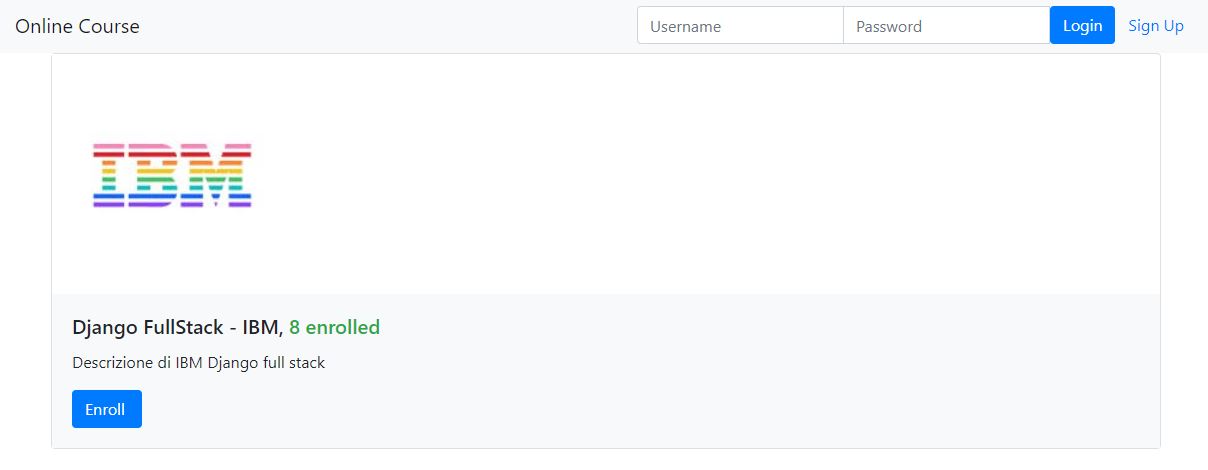 Online Course
Username
Password
Login
Sign Up
IBM
Django FullStack - IBM, 8 enrolled
Descrizione di IBM Django full stack
Enroll